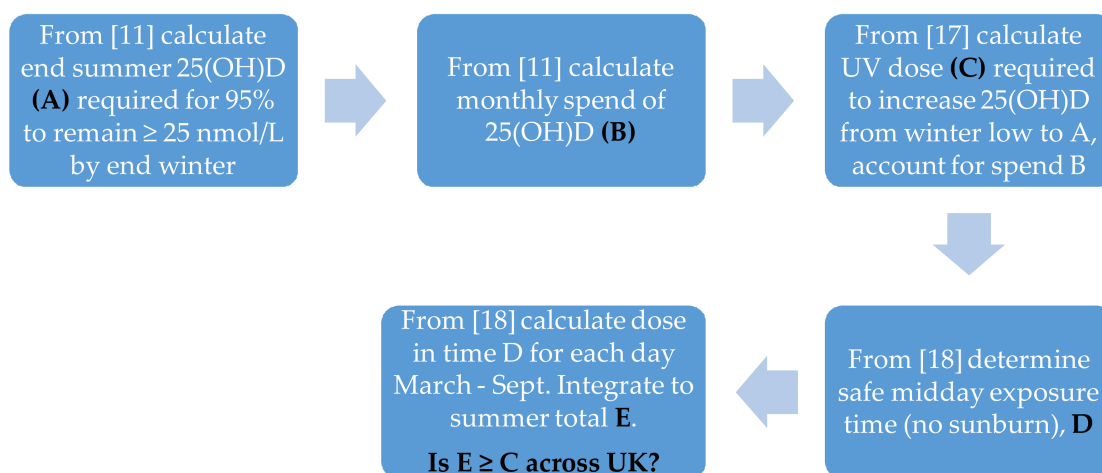 From [11] calculate
end summer 25(OH)D
(A) required for 95%
to remain ≥ 25 nmol/L
by end winter
From [11] calculate
monthly spend of
25(OH)D (B)
From [17] calculate
UV dose (C) required
to increase 25(OH)D
from winter low to A,
account for spend B
From [18] determine
safe midday exposure
time (no sunburn), D
From [18] calculate dose
in time D for each day
March - Sept. Integrate to
summer total E.
Is E ≥ C across UK?